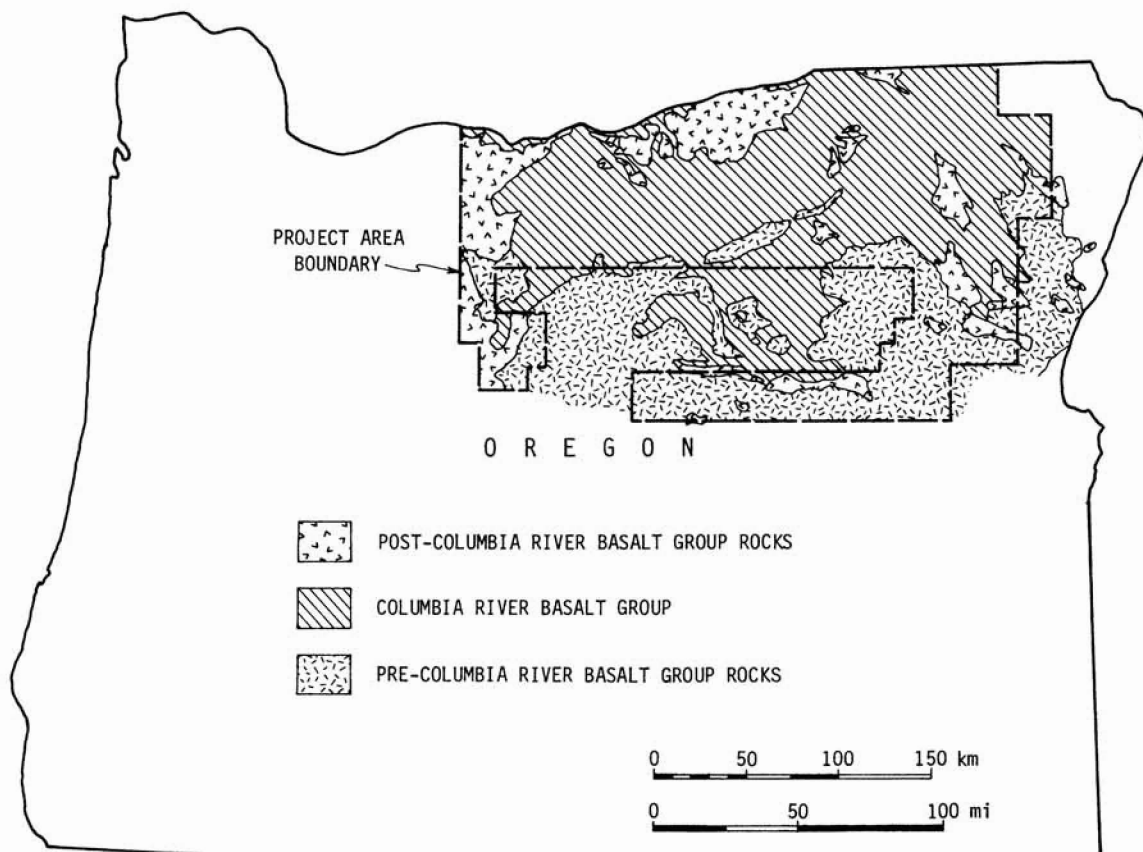 PROJECT AREA
BOUNDARY
O R E G O N
POST-COLUMBIA RIVER BASALT GROUP ROCKS
COLUMBIA RIVER BASALT GROUP
PRE-COLUMBIA RIVER BASALT GROUP ROCKS
0 50 100 150 km
0 50 100 mi